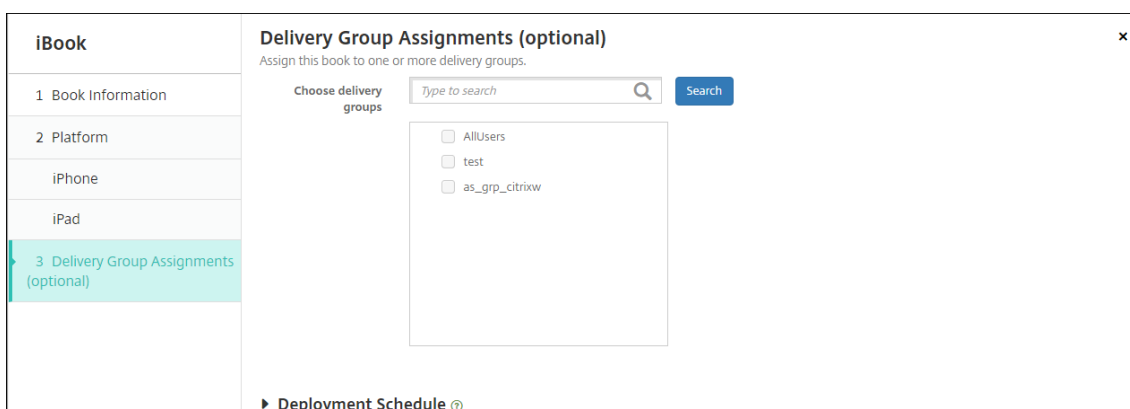 iBook
1 Book Information
2 Platform
iPhone
iPad
3 Delivery Group Assignments
(optional)
Delivery Group Assignments (optional)
Assign this book to one or more delivery groups.
Choose delivery
groups
Type to search
Search
AllUsers
test
as_grp_citrixw
Deployment Schedule